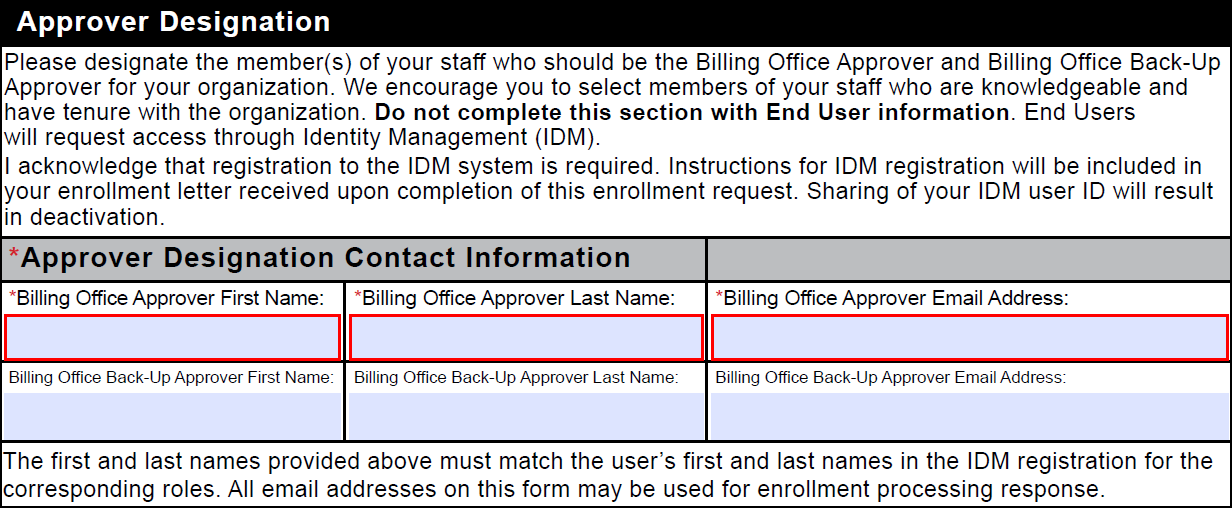 Approver Designation
Please designate the member(s) of your staff who should be the Billing Office Approver and Billing Office Back-Up
Approver for your organization. We encourage you to select members of your staff who are knowledgeable and
have tenure with the organization. Do not complete this section with End User information. End Users
will request access through Identity Management (IDM).
I acknowledge that registration to the IDM system is required. Instructions for IDM registration will be included in
your enrollment letter received upon completion of this enrollment request. Sharing of your IDM user ID will result
in deactivation.
*Approver Designation Contact Information
*Billing Office Approver First Name: *Billing Office Approver Last Name: *Billing Office Approver Email Address:
Billing Office Back-Up Approver First Name: Billing Office Back-Up Approver Last Name: Billing Office Back-Up Approver Email Address:
The first and last names provided above must match the user’s first and last names in the IDM registration for the
corresponding roles. All email addresses on this form may be used for enrollment processing response.